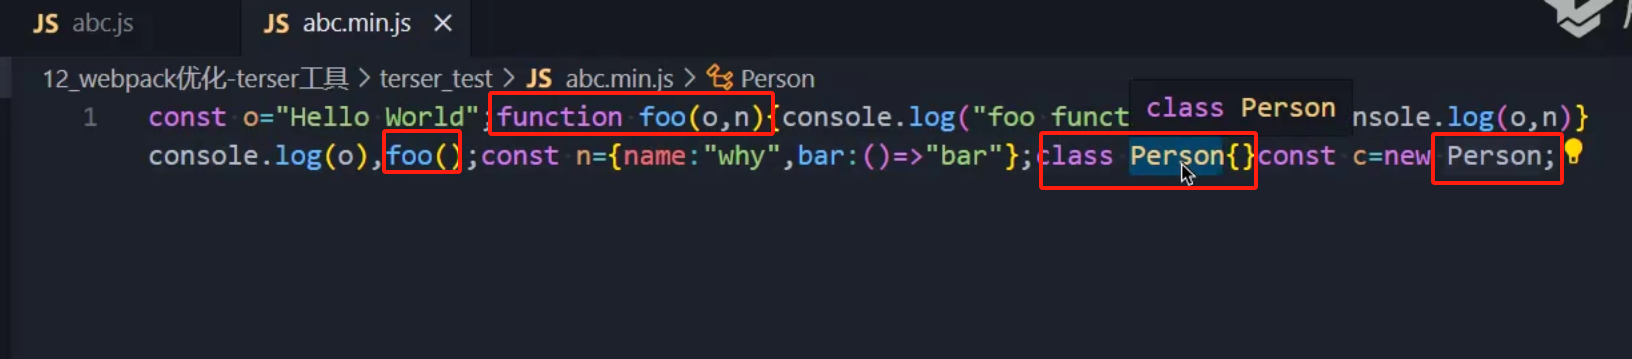 JS abc.js JS abc.min.js ×
12_webpack优化-terser工具 > terser_test > JS abc.min.js > Person
class Person
1 const o="Hello World";function foo(o,n){console.log("foo funct nsole.log(o,n)}
console.log(o),foo();const n={name:"why",bar:()=>"bar"};class Person{}const c=new Person;